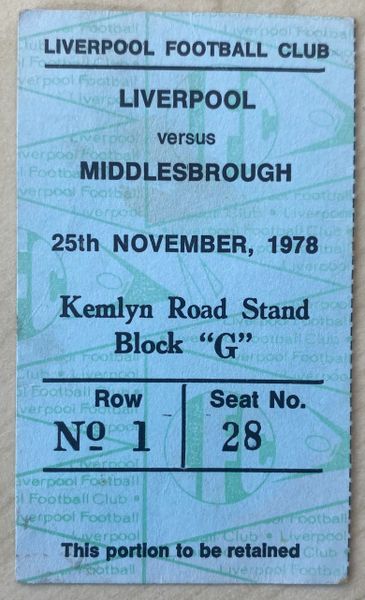 LIVERPOOL FOOTBALL CLUB
LIVERPOOL
versus
MIDDLESBROUGH
25th NOVEMBER, 1978
Kemlyn Road Stand
Block “G”
Row Seat No.
Nº 1 28
This portion to be retained